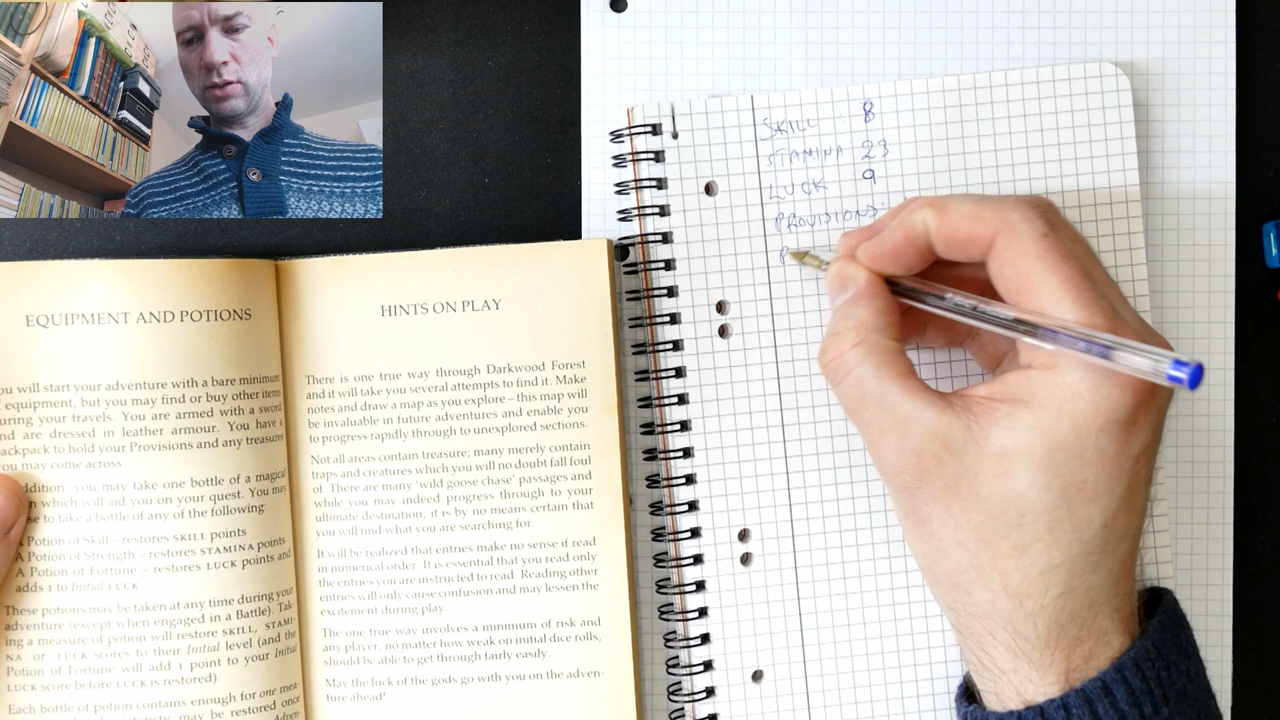 EQUIPMENT AND POTIONS
ou will start your adventure with a bare minimum
equipment, but you may find or buy other items
uring your travels. You are armed with a sword
nd are dressed in leather armour. You have a
ackpack to hold your Provisions and any treasures
ou may come across
ddition, you may take one bottle of a magical
n which will aid you on your quest. You may
se to take a bottle of any of the following:
A Potion of Skill – restores SKILL points
A Potion of Strength – restores STAMINA points
A Potion of Fortune – restores LUCK points and
adds 1 to Initial LUCK
These potions may be taken at any time during your
adventure (except when engaged in a Battle). Tak-
ing a measure of potion will restore SKILL, STAMI-
NA or LUCK scores to their Initial level (and the
Potion of Fortune will add 1 point to your Initial
LUCK score before LUCK is restored).
Each bottle of potion contains enough for one mea-
may be restored once
HINTS ON PLAY
There is one true way through Darkwood Forest
and it will take you several attempts to find it. Make
notes and draw a map as you explore – this map will
be invaluable in future adventures and enable you
to progress rapidly through to unexplored sections.
Not all areas contain treasure; many merely contain
traps and creatures which you will no doubt fall foul
of. There are many 'wild goose chase' passages and
while you may indeed progress through to your
ultimate destination, it is by no means certain that
you will find what you are searching for.
It will be realized that entries make no sense if read
in numerical order. It is essential that you read only
the entries you are instructed to read. Reading other
entries will only cause confusion and may lessen the
excitement during play
The one true way involves a minimum of risk and
any player, no matter how weak on initial dice rolls,
should be able to get through fairly easily.
May the luck of the gods go with you on the adven-
ture ahead!
SKILL : 8
STAMINA 23
LUCK 9
PROVISIONS:
P